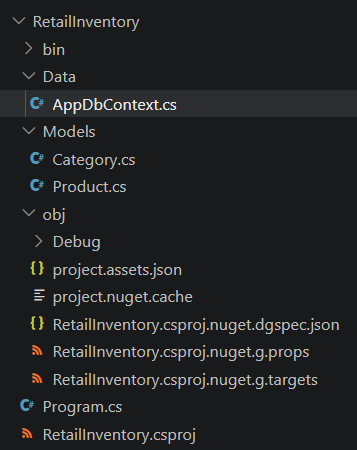 RetailInventory
bin
Data
AppDbContext.cs
Models
Category.cs
Product.cs
obj
Debug
project.assets.json
project.nuget.cache
RetailInventory.csproj.nuget.dgspec.json
RetailInventory.csproj.nuget.g.props
RetailInventory.csproj.nuget.g.targets
Program.cs
RetailInventory.csproj